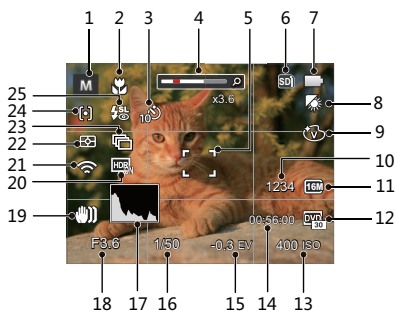 1 2 3 4 5 6 7
M SD
25 SL
24 10 x3.6 8
23 V 9
22 10
21 HDR ON 1234 16M 11
20
19 00:56:00 DVD 30 12
F3.6 1/50 -0.3 EV 400 ISO
18 17 16 15 14 13